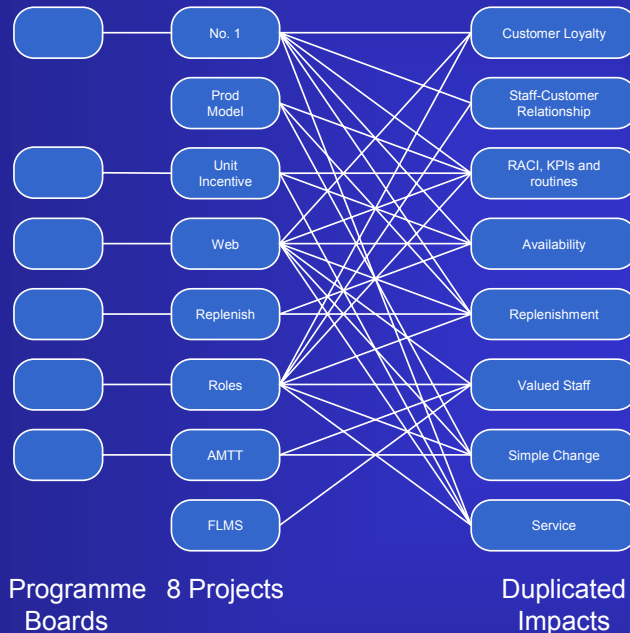 No. 1
Customer Loyalty
Prod
Model
Staff-Customer
Relationship
Unit
Incentive
RACI, KPIs and
routines
Web
Availability
Replenish
Replenishment
Roles
Valued Staff
AMTT
Simple Change
FLMS
Service
Programme
Boards
8 Projects
Duplicated
Impacts